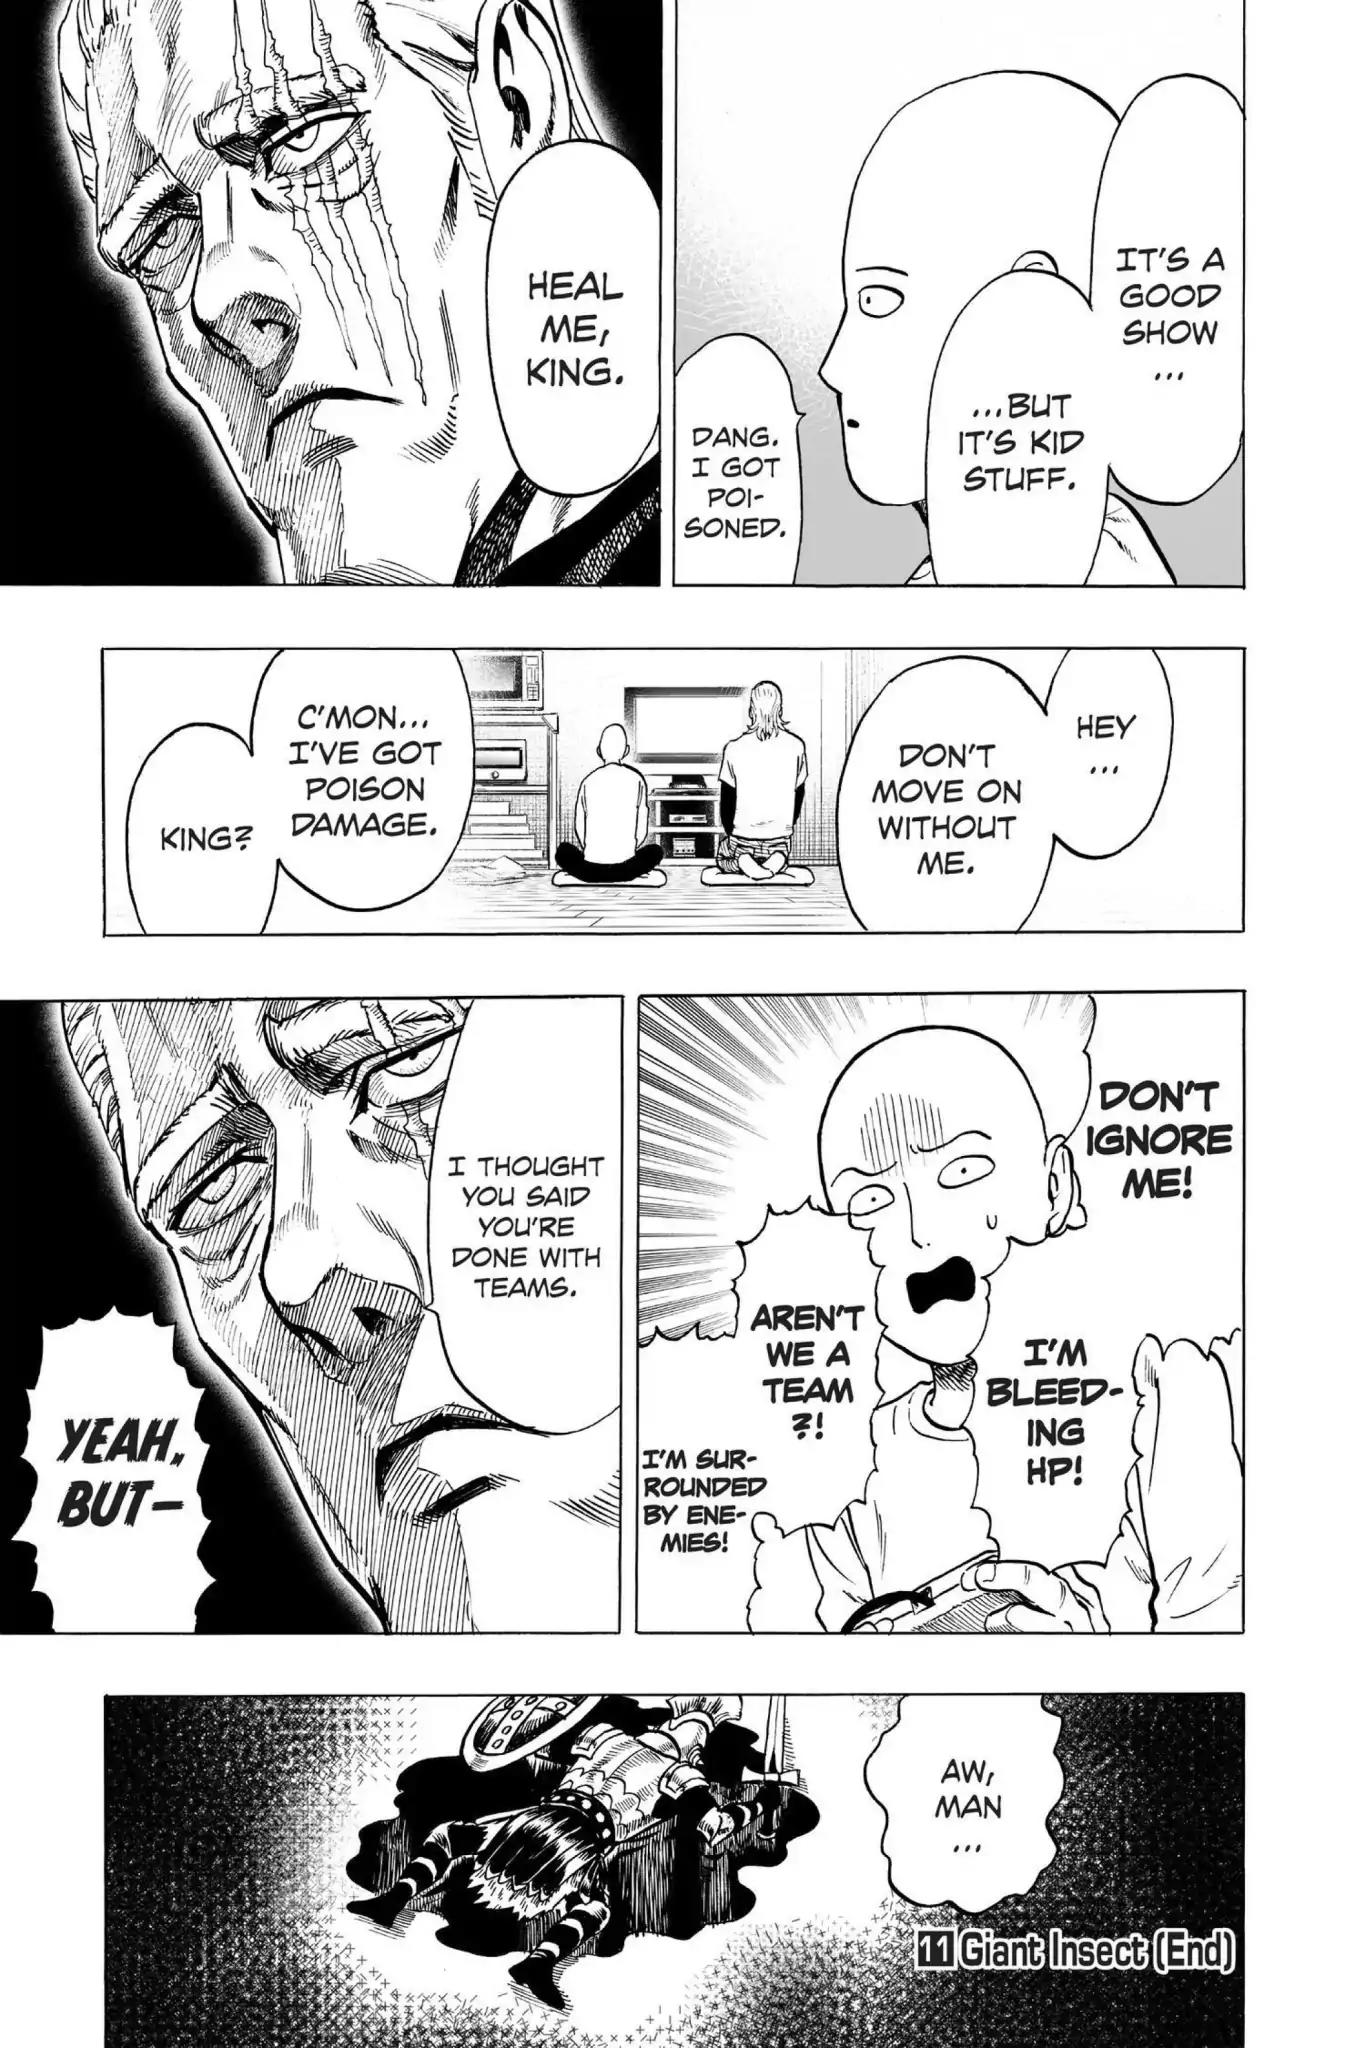 IT'S A
GOOD
SHOW
...
...BUT
IT'S KID
STUFF.
DANG.
I GOT
POI-
SONED.
HEAL
ME,
KING.
HEY
...
DON'T
MOVE ON
WITHOUT
ME.
C'MON...
I'VE GOT
POISON
DAMAGE.
KING?
DON'T
IGNORE
ME!
I'M
BLEED-
ING
HP!
AREN'T
WE A
TEAM
?!
I'M SUR-
ROUNDED
BY ENE-
MIES!
I THOUGHT
YOU SAID
YOU'RE
DONE WITH
TEAMS.
YEAH,
BUT–
AW,
MAN
...
11 Giant Insect (End)